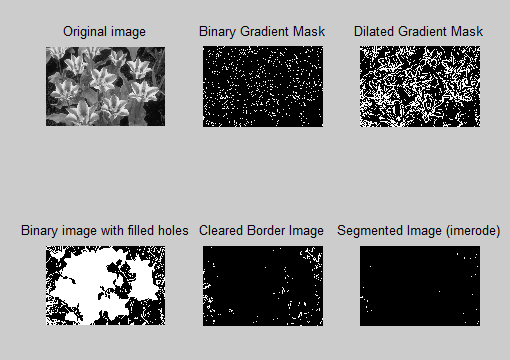 Original image
Binary Gradient Mask
Dilated Gradient Mask
Binary image with filled holes
Cleared Border Image
Segmented Image (imerode)